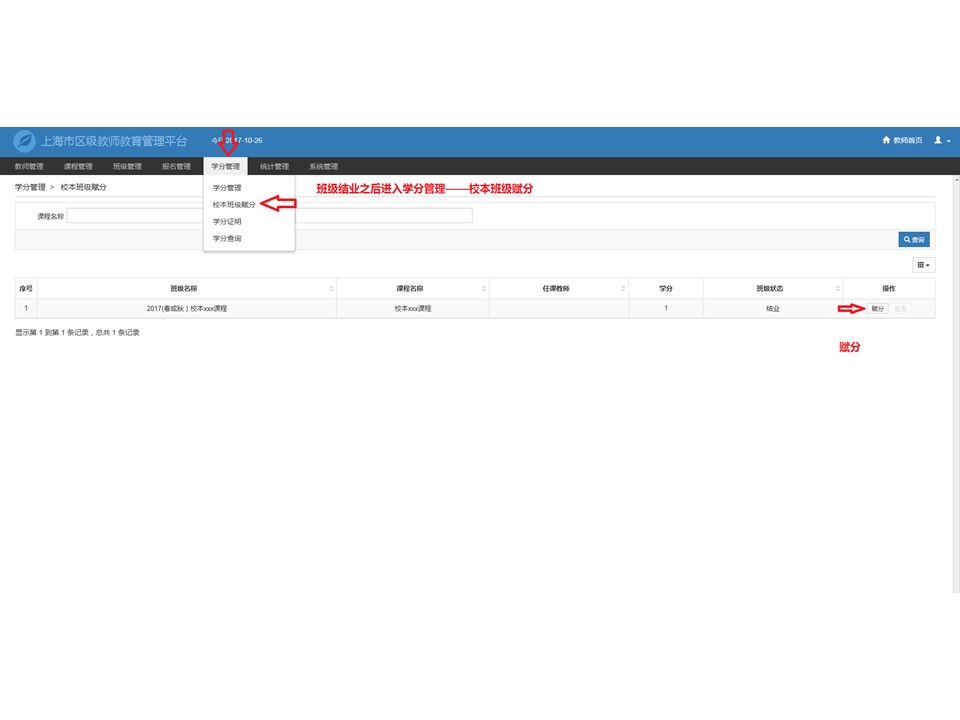 上海市区级教师教育管理平台 2017-10-26 教师首页
教师管理 课程管理 班级管理 报名管理 学分管理 统计管理 系统管理
学分管理 > 校本班级赋分
学分管理
班级结业之后进入学分管理——校本班级赋分
校本班级赋分
课程名称
学分证明
学分查询
查询
序号 班级名称 课程名称 任课教师 学分 班级状态 操作
1 2017(春或秋)校本xxx课程 校本xxx课程 1 结业 赋分
显示第 1 到第 1 条记录，总共 1 条记录
赋分